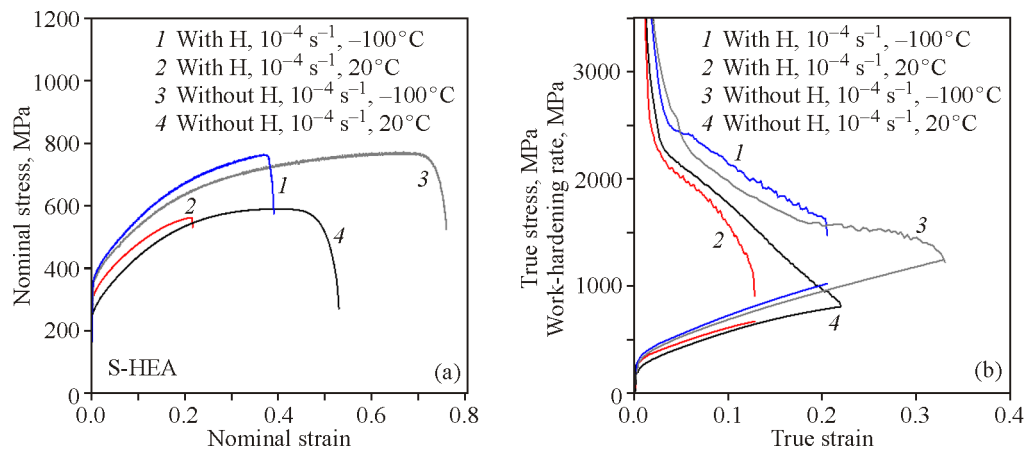 1200
1000
800
600
400
200
0
Nominal stress, MPa
1 With H, 10⁻⁴ s⁻¹, –100°C
2 With H, 10⁻⁴ s⁻¹, 20°C
3 Without H, 10⁻⁴ s⁻¹, –100°C
4 Without H, 10⁻⁴ s⁻¹, 20°C
1
2
3
4
S-HEA
(a)
0.0
0.2
0.4
0.6
0.8
Nominal strain
3000
2000
1000
0
True stress, MPa
Work-hardening rate, MPa
1 With H, 10⁻⁴ s⁻¹, –100°C
2 With H, 10⁻⁴ s⁻¹, 20°C
3 Without H, 10⁻⁴ s⁻¹, –100°C
4 Without H, 10⁻⁴ s⁻¹, 20°C
1
2
3
4
(b)
0.0
0.1
0.2
0.3
0.4
True strain